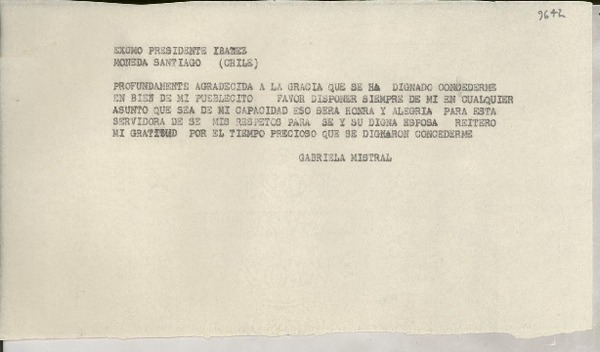 9642
EXCMO PRESIDENTE IBAÑEZ
MONEDA SANTIAGO (CHILE)
PROFUNDAMENTE AGRADECIDA A LA GRACIA QUE SE HA DIGNADO CONCEDERME
EN BIEN DE MI PUEBLECITO FAVOR DISPONER SIEMPRE DE MI EN CUALQUIER
ASUNTO QUE SEA DE MI CAPACIDAD ESO SERA HONRA Y ALEGRIA PARA ESTA
SERVIDORA DE SE MIS RESPETOS PARA SE Y SU DIGNA ESPOSA REITERO
MI GRATITUD POR EL TIEMPO PRECIOSO QUE SE DIGNARON CONCEDERME
GABRIELA MISTRAL